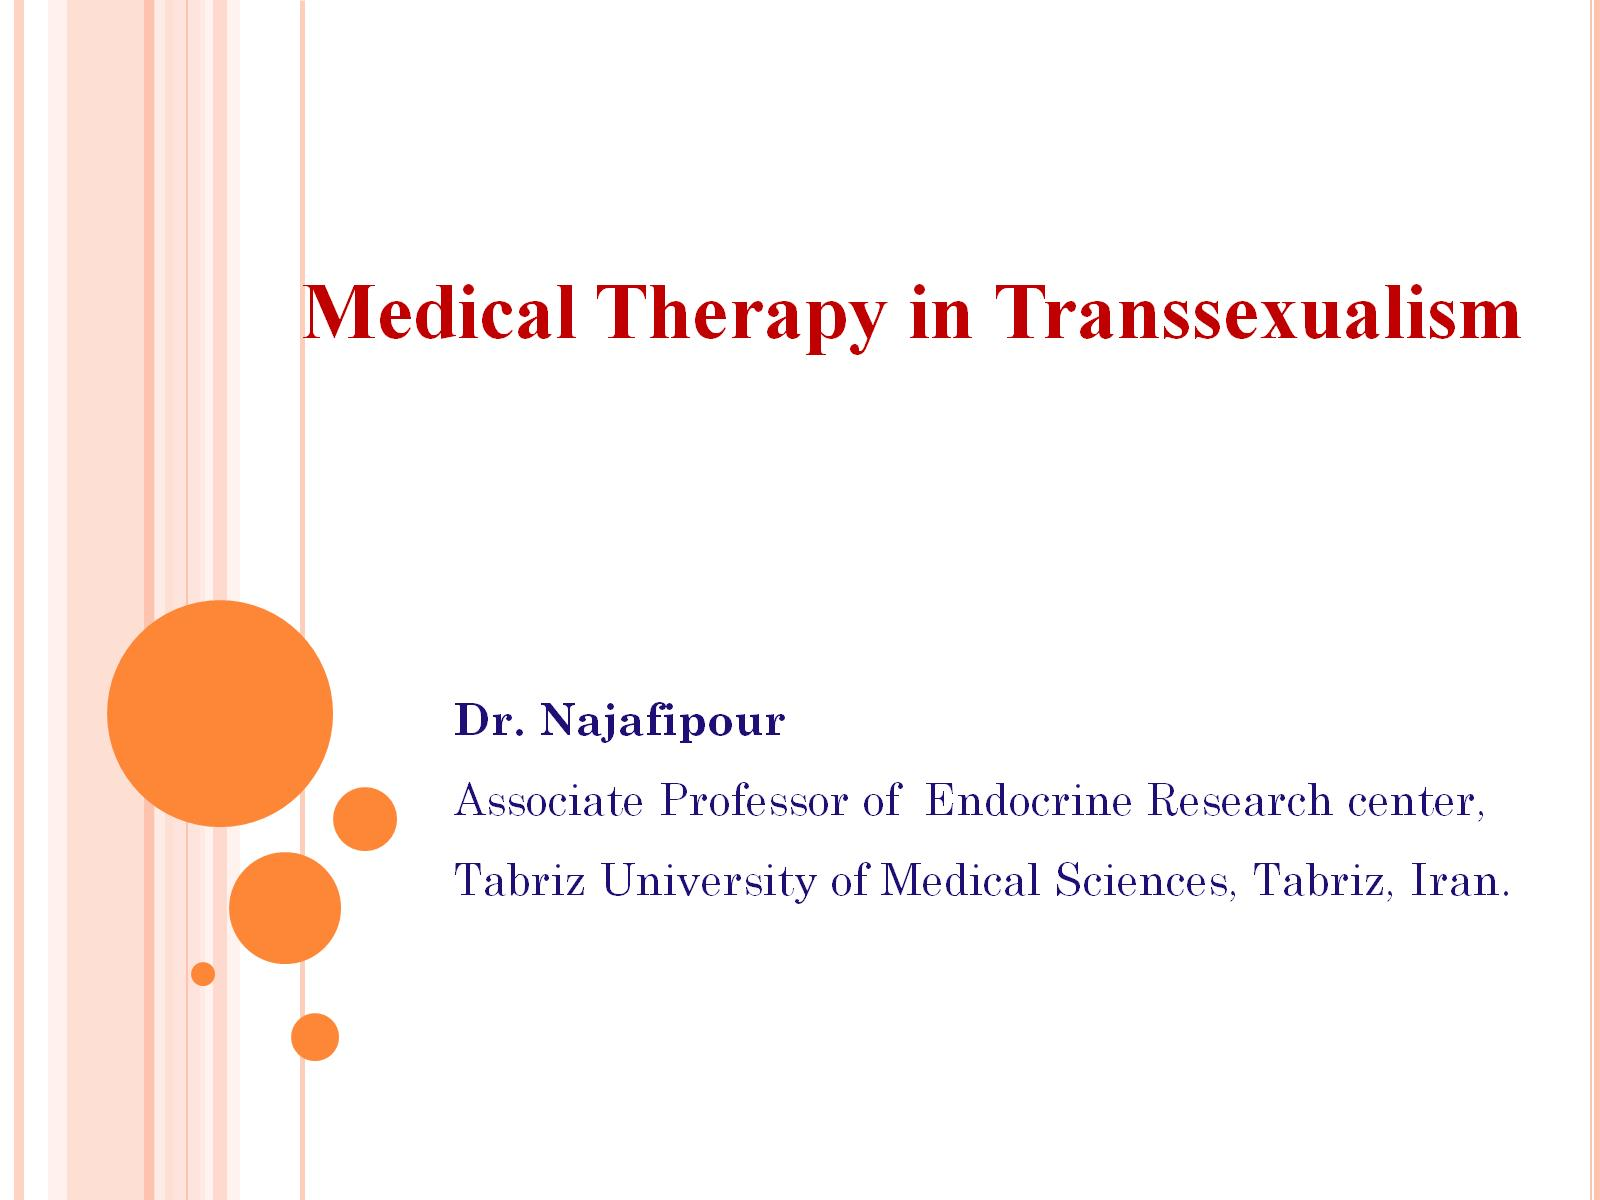 Medical Therapy in Transsexualism
Dr. Najafipour
Associate Professor of Endocrine Research center,
Tabriz University of Medical Sciences, Tabriz, Iran.